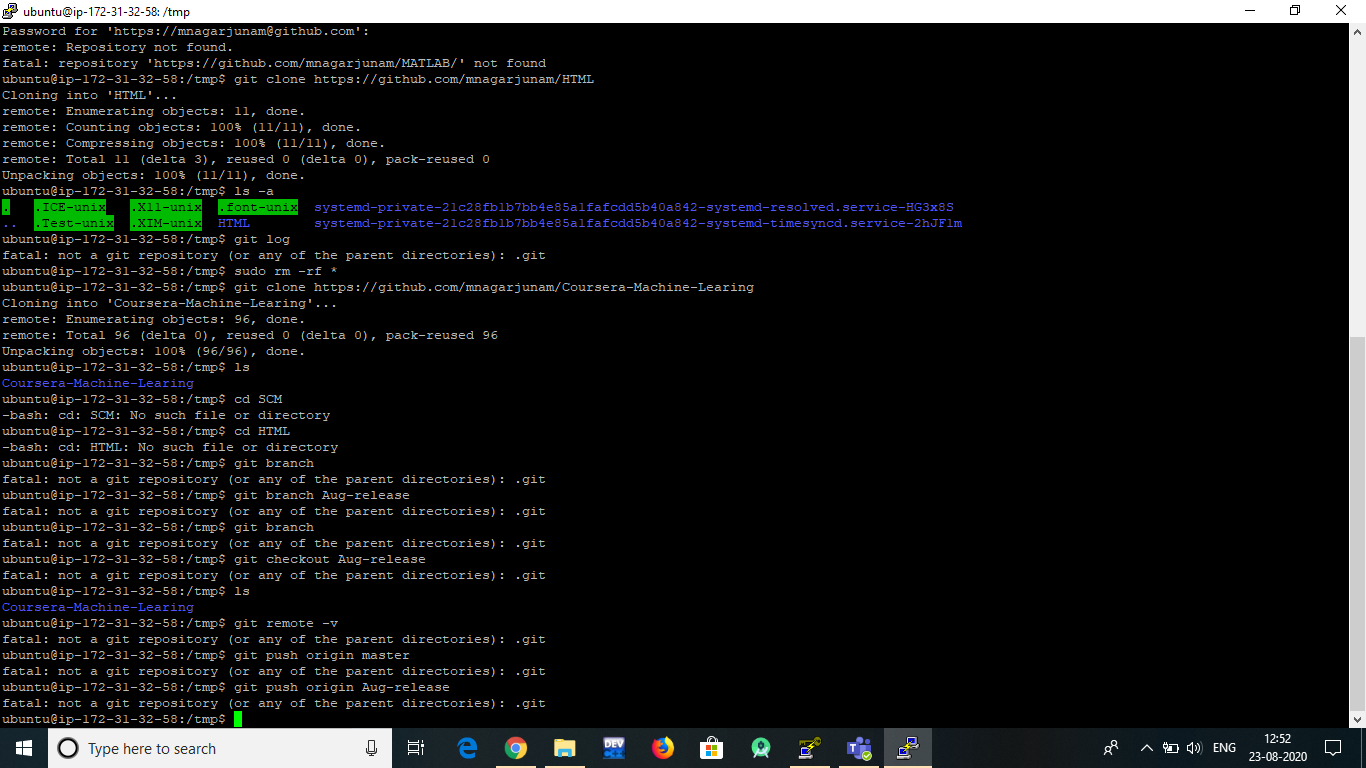 ubuntu@ip-172-31-32-58: /tmp
Password for 'https://mnagarjunam@github.com':
remote: Repository not found.
fatal: repository 'https://github.com/mnagarjunam/MATLAB/' not found
ubuntu@ip-172-31-32-58:/tmp$ git clone https://github.com/mnagarjunam/HTML
Cloning into 'HTML'...
remote: Enumerating objects: 11, done.
remote: Counting objects: 100% (11/11), done.
remote: Compressing objects: 100% (11/11), done.
remote: Total 11 (delta 3), reused 0 (delta 0), pack-reused 0
Unpacking objects: 100% (11/11), done.
ubuntu@ip-172-31-32-58:/tmp$ ls -a
. .ICE-unix .X11-unix .font-unix systemd-private-21c28fb1b7bb4e85a1fafcdd5b40a842-systemd-resolved.service-HG3x8S
.. .Test-unix .XIM-unix HTML systemd-private-21c28fb1b7bb4e85a1fafcdd5b40a842-systemd-timesyncd.service-2hJF1m
ubuntu@ip-172-31-32-58:/tmp$ git log
fatal: not a git repository (or any of the parent directories): .git
ubuntu@ip-172-31-32-58:/tmp$ sudo rm -rf *
ubuntu@ip-172-31-32-58:/tmp$ git clone https://github.com/mnagarjunam/Coursera-Machine-Learing
Cloning into 'Coursera-Machine-Learing'...
remote: Enumerating objects: 96, done.
remote: Total 96 (delta 0), reused 0 (delta 0), pack-reused 96
Unpacking objects: 100% (96/96), done.
ubuntu@ip-172-31-32-58:/tmp$ ls
Coursera-Machine-Learing
ubuntu@ip-172-31-32-58:/tmp$ cd SCM
-bash: cd: SCM: No such file or directory
ubuntu@ip-172-31-32-58:/tmp$ cd HTML
-bash: cd: HTML: No such file or directory
ubuntu@ip-172-31-32-58:/tmp$ git branch
fatal: not a git repository (or any of the parent directories): .git
ubuntu@ip-172-31-32-58:/tmp$ git branch Aug-release
fatal: not a git repository (or any of the parent directories): .git
ubuntu@ip-172-31-32-58:/tmp$ git branch
fatal: not a git repository (or any of the parent directories): .git
ubuntu@ip-172-31-32-58:/tmp$ git checkout Aug-release
fatal: not a git repository (or any of the parent directories): .git
ubuntu@ip-172-31-32-58:/tmp$ ls
Coursera-Machine-Learing
ubuntu@ip-172-31-32-58:/tmp$ git remote -v
fatal: not a git repository (or any of the parent directories): .git
ubuntu@ip-172-31-32-58:/tmp$ git push origin master
fatal: not a git repository (or any of the parent directories): .git
ubuntu@ip-172-31-32-58:/tmp$ git push origin Aug-release
fatal: not a git repository (or any of the parent directories): .git
ubuntu@ip-172-31-32-58:/tmp$
Type here to search
DEV
ENG
12:52
23-08-2020